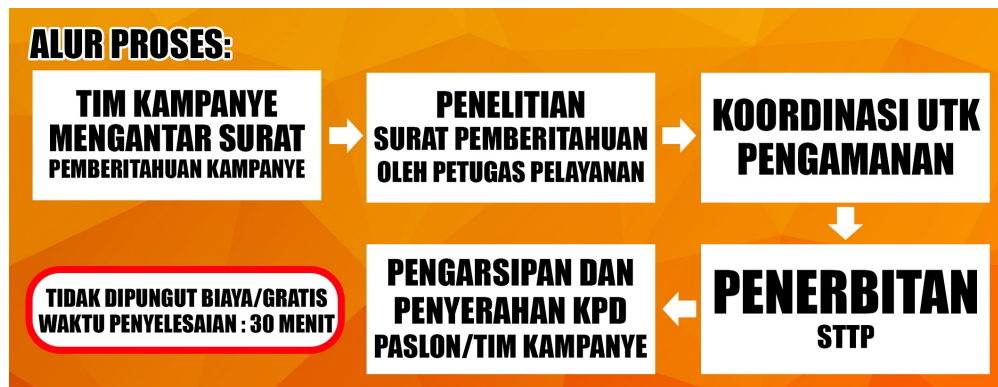 ALUR PROSES:
TIM KAMPANYE
MENGANTAR SURAT
PEMBERITAHUAN KAMPANYE
PENELITIAN
SURAT PEMBERITAHUAN
OLEH PETUGAS PELAYANAN
KOORDINASI UTK
PENGAMANAN
PENERBITAN
STTP
PENGARSIPAN DAN
PENYERAHAN KPD
PASLON/TIM KAMPANYE
TIDAK DIPUNGUT BIAYA/GRATIS
WAKTU PENYELESAIAN : 30 MENIT